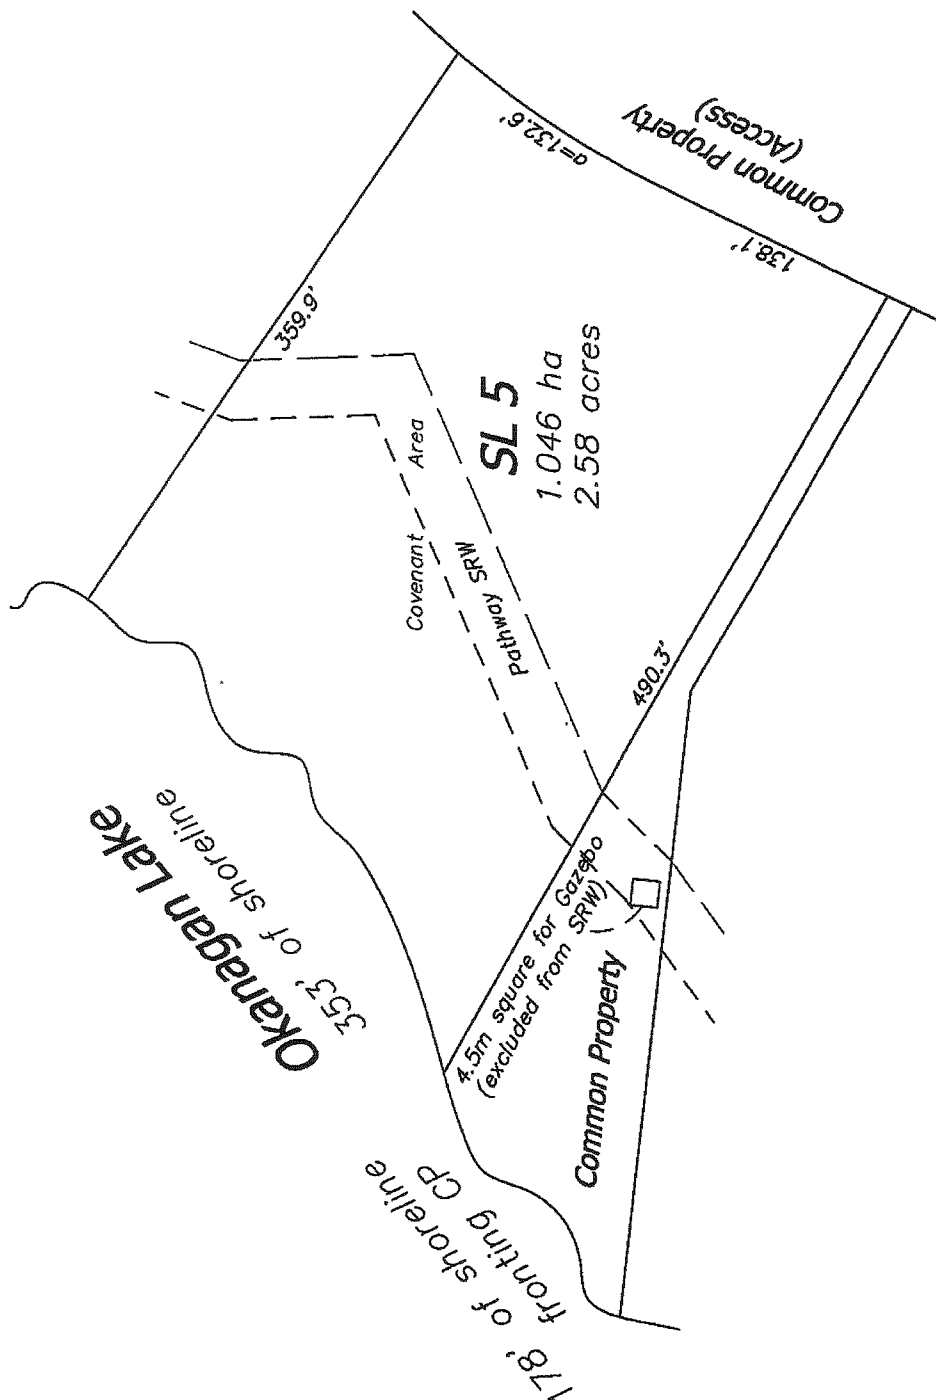 a=132.6'
Common Property
(Access)
138.1'
359.9'
SL 5
1.046 ha
2.58 acres
Covenant Area
Pathway SRW
490.3'
Okanagan Lake
353' of shoreline
4.5m square for Gazebo
(excluded from SRW)
Common Property
178' of shoreline
fronting CP